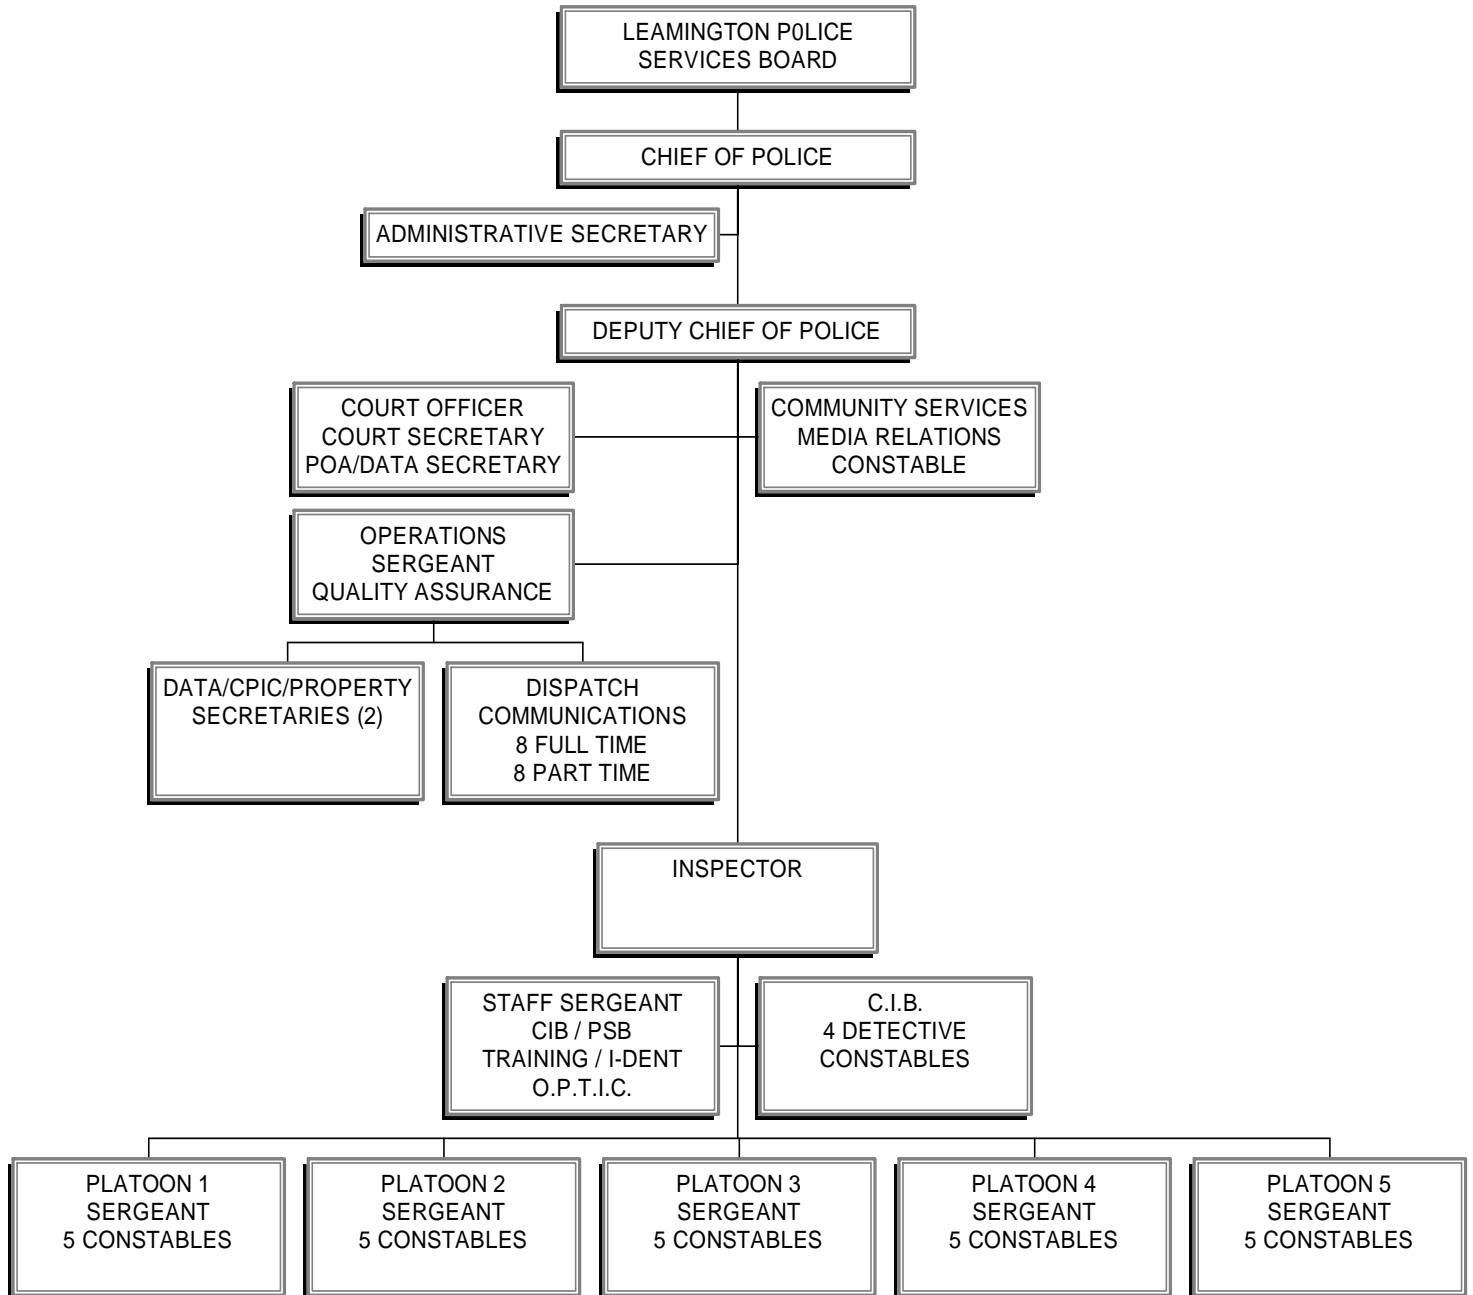 LEAMINGTON P0LICE
SERVICES BOARD
CHIEF OF POLICE
ADMINISTRATIVE SECRETARY
DEPUTY CHIEF OF POLICE
COURT OFFICER
COURT SECRETARY
POA/DATA SECRETARY
COMMUNITY SERVICES
MEDIA RELATIONS
CONSTABLE
OPERATIONS
SERGEANT
QUALITY ASSURANCE
DATA/CPIC/PROPERTY
SECRETARIES (2)
DISPATCH
COMMUNICATIONS
8 FULL TIME
8 PART TIME
INSPECTOR
STAFF SERGEANT
CIB / PSB
TRAINING / I-DENT
O.P.T.I.C.
C.I.B.
4 DETECTIVE
CONSTABLES
PLATOON 1
SERGEANT
5 CONSTABLES
PLATOON 2
SERGEANT
5 CONSTABLES
PLATOON 3
SERGEANT
5 CONSTABLES
PLATOON 4
SERGEANT
5 CONSTABLES
PLATOON 5
SERGEANT
5 CONSTABLES